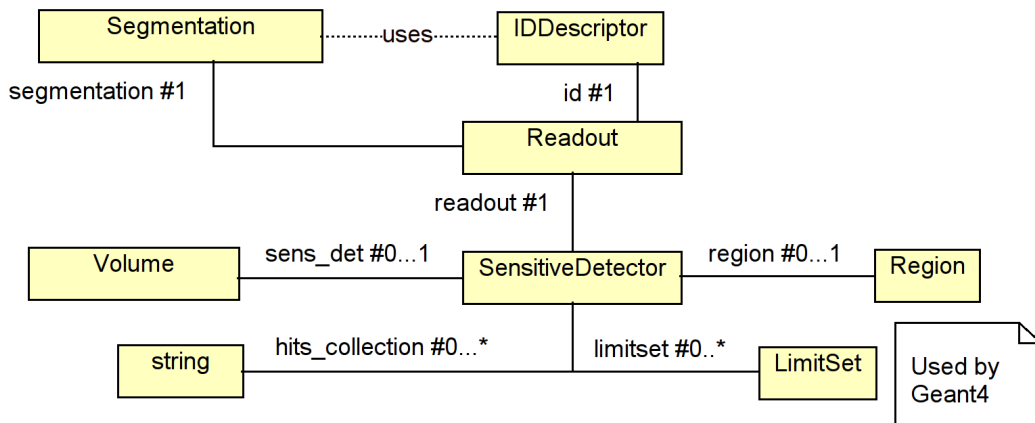 Segmentation
uses
IDDescriptor
segmentation #1
id #1
Readout
readout #1
Volume
sens_det #0...1
SensitiveDetector
region #0...1
Region
string
hits_collection #0...*
limitset #0..*
LimitSet
Used by
Geant4